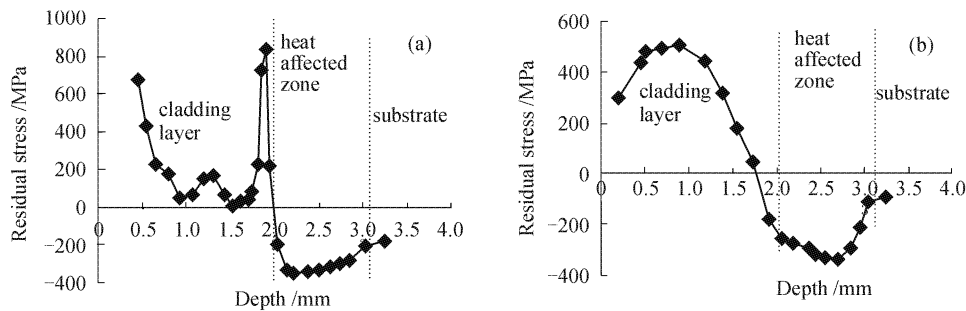 (a)
Residual stress /MPa
1000
800
600
400
200
0
−200
−400
0 0.5 1.0 1.5 2.0 2.5 3.0 3.5 4.0
Depth /mm
cladding
layer
heat
affected
zone
substrate
(b)
Residual stress /MPa
600
400
200
0
−200
−400
0 0.5 1.0 1.5 2.0 2.5 3.0 3.5 4.0
Depth /mm
cladding
layer
heat
affected
zone
substrate